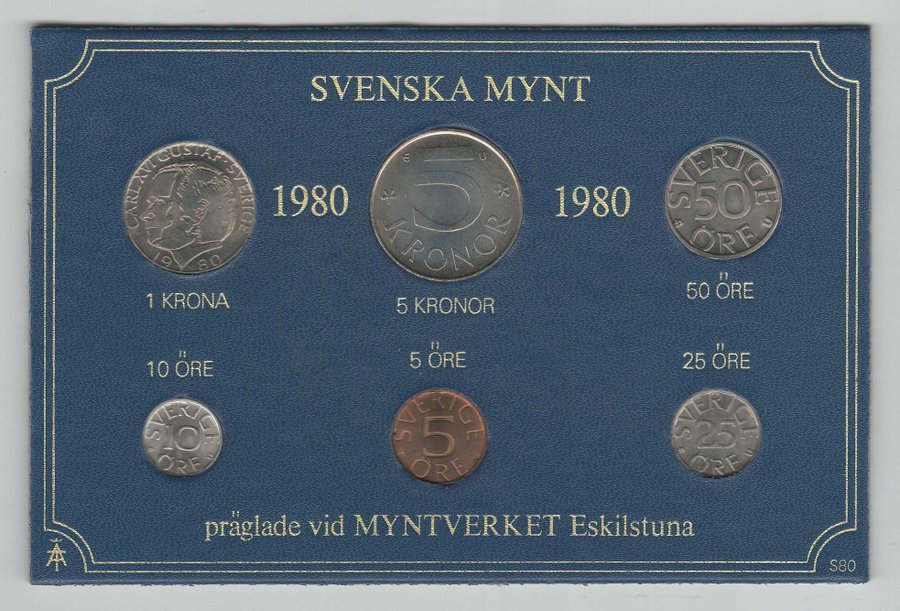 SVENSKA MYNT
CARL XVI GUSTAF · SVERIGE
1980
1980
5
KRONOR
E U
1980
SVERIGE
50
ÖRE
U
1 KRONA
5 KRONOR
50 ÖRE
10 ÖRE
5 ÖRE
25 ÖRE
SVERIGE
10
ÖRE
SVERIGE
5
ÖRE
SVERIGE
25
ÖRE
präglade vid MYNTVERKET Eskilstuna
S80